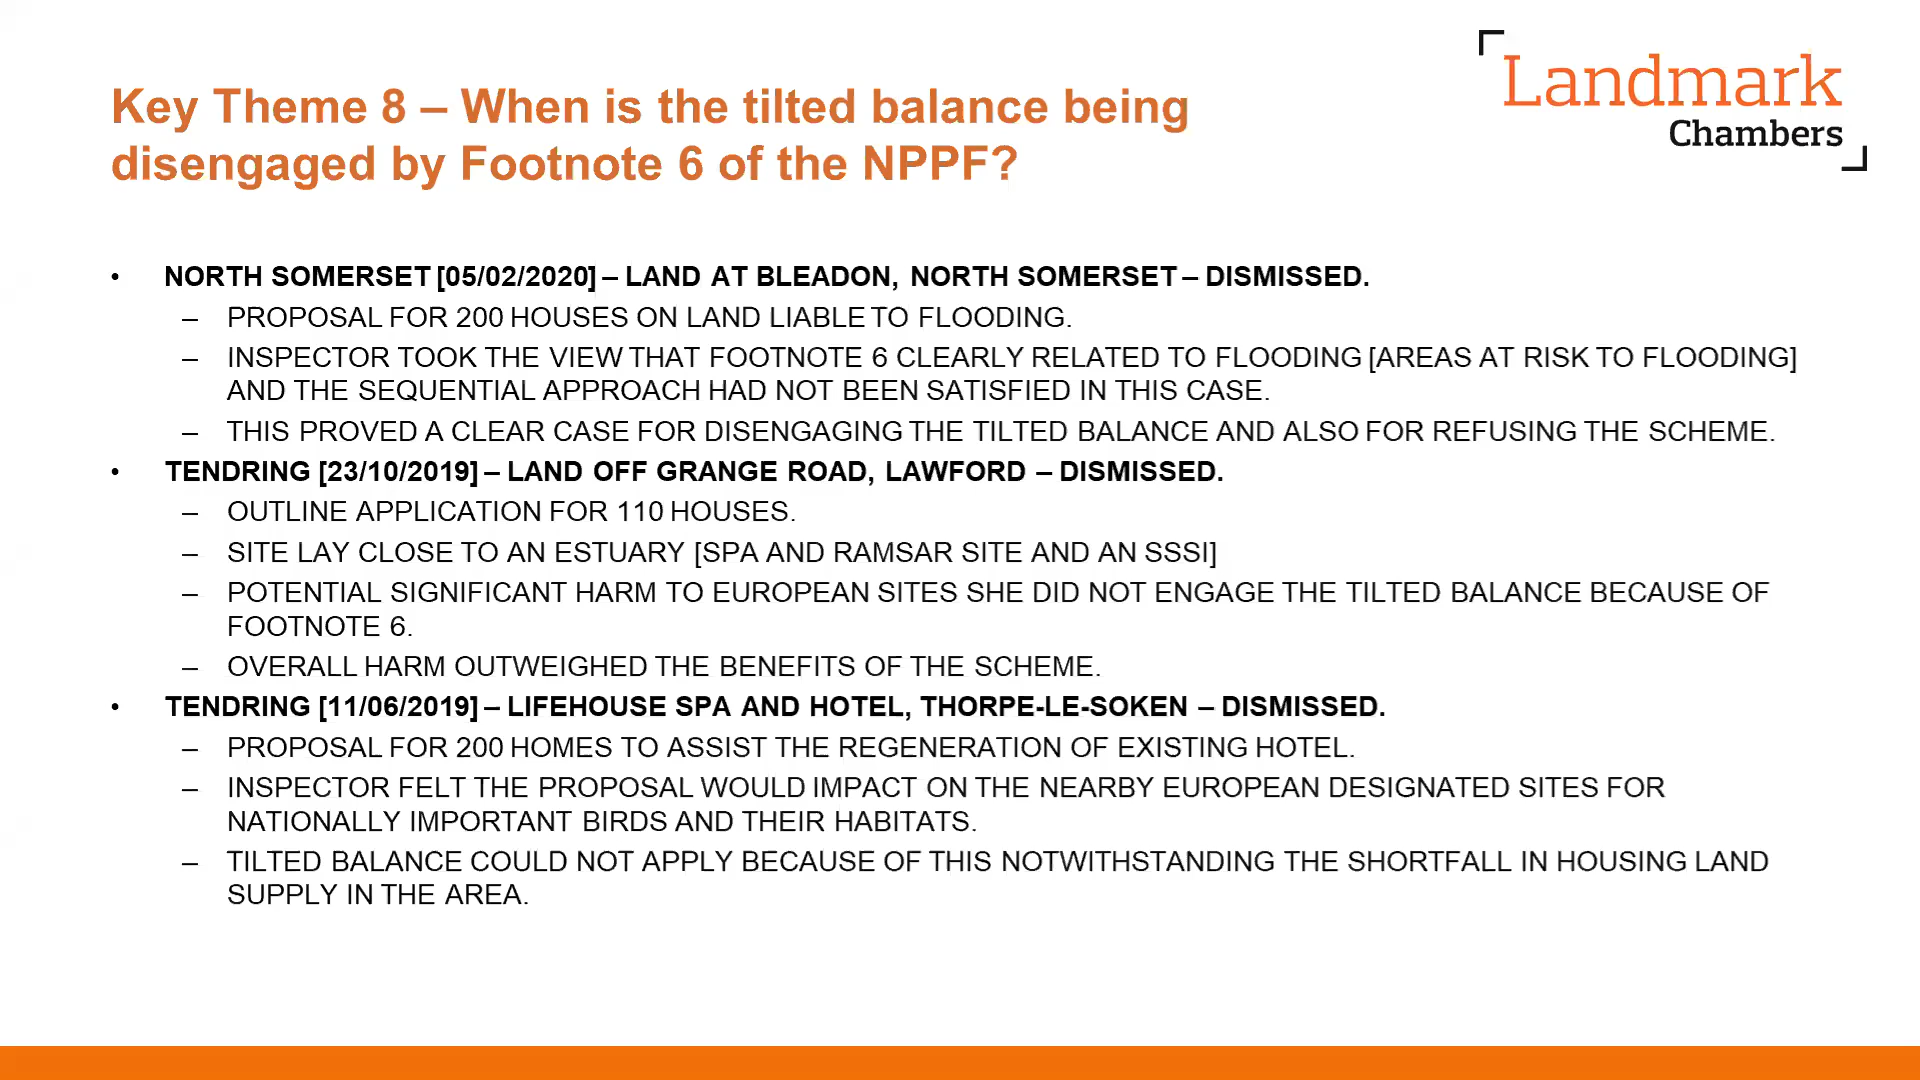 Landmark
Chambers
Key Theme 8 – When is the tilted balance being
disengaged by Footnote 6 of the NPPF?
• NORTH SOMERSET [05/02/2020] – LAND AT BLEADON, NORTH SOMERSET – DISMISSED.
– PROPOSAL FOR 200 HOUSES ON LAND LIABLE TO FLOODING.
– INSPECTOR TOOK THE VIEW THAT FOOTNOTE 6 CLEARLY RELATED TO FLOODING [AREAS AT RISK TO FLOODING]
AND THE SEQUENTIAL APPROACH HAD NOT BEEN SATISFIED IN THIS CASE.
– THIS PROVED A CLEAR CASE FOR DISENGAGING THE TILTED BALANCE AND ALSO FOR REFUSING THE SCHEME.
• TENDRING [23/10/2019] – LAND OFF GRANGE ROAD, LAWFORD – DISMISSED.
– OUTLINE APPLICATION FOR 110 HOUSES.
– SITE LAY CLOSE TO AN ESTUARY [SPA AND RAMSAR SITE AND AN SSSI]
– POTENTIAL SIGNIFICANT HARM TO EUROPEAN SITES SHE DID NOT ENGAGE THE TILTED BALANCE BECAUSE OF
FOOTNOTE 6.
– OVERALL HARM OUTWEIGHED THE BENEFITS OF THE SCHEME.
• TENDRING [11/06/2019] – LIFEHOUSE SPA AND HOTEL, THORPE-LE-SOKEN – DISMISSED.
– PROPOSAL FOR 200 HOMES TO ASSIST THE REGENERATION OF EXISTING HOTEL.
– INSPECTOR FELT THE PROPOSAL WOULD IMPACT ON THE NEARBY EUROPEAN DESIGNATED SITES FOR
NATIONALLY IMPORTANT BIRDS AND THEIR HABITATS.
– TILTED BALANCE COULD NOT APPLY BECAUSE OF THIS NOTWITHSTANDING THE SHORTFALL IN HOUSING LAND
SUPPLY IN THE AREA.